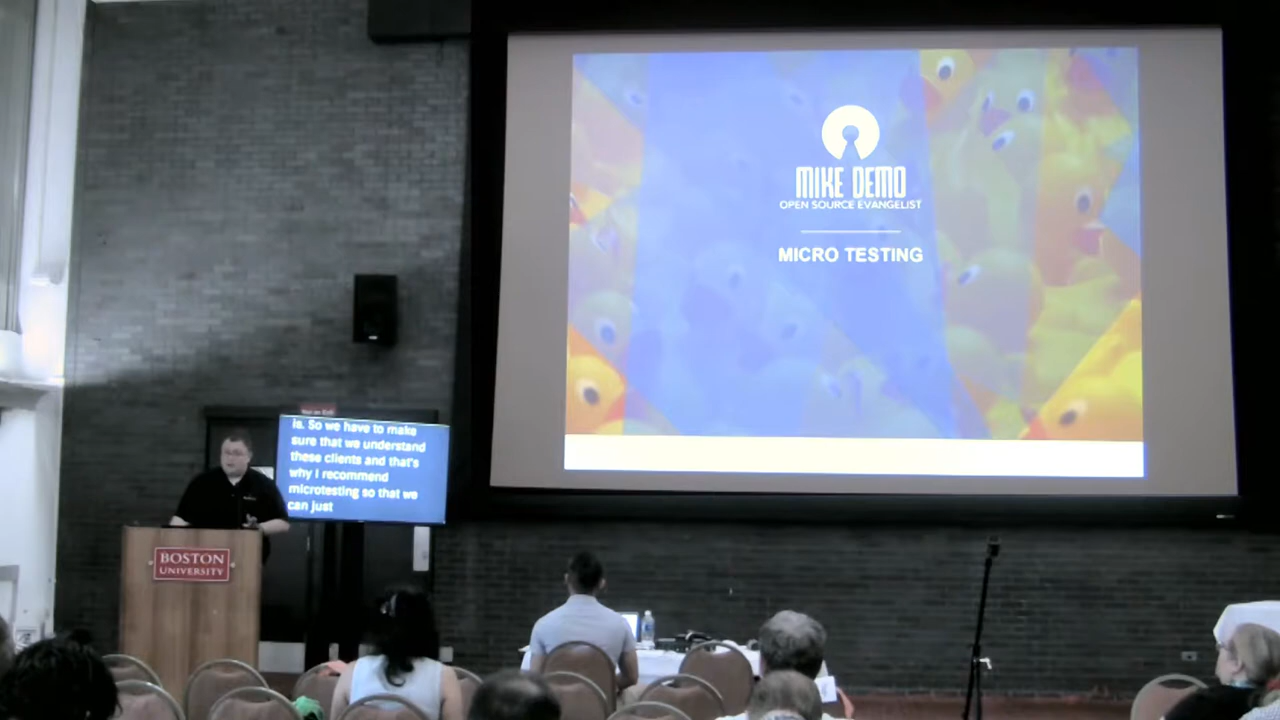 MIKE DEMO
OPEN SOURCE EVANGELIST
MICRO TESTING
is. So we have to make
sure that we understand
these clients and that's
why I recommend
microtesting so that we
can just
BOSTON
UNIVERSITY